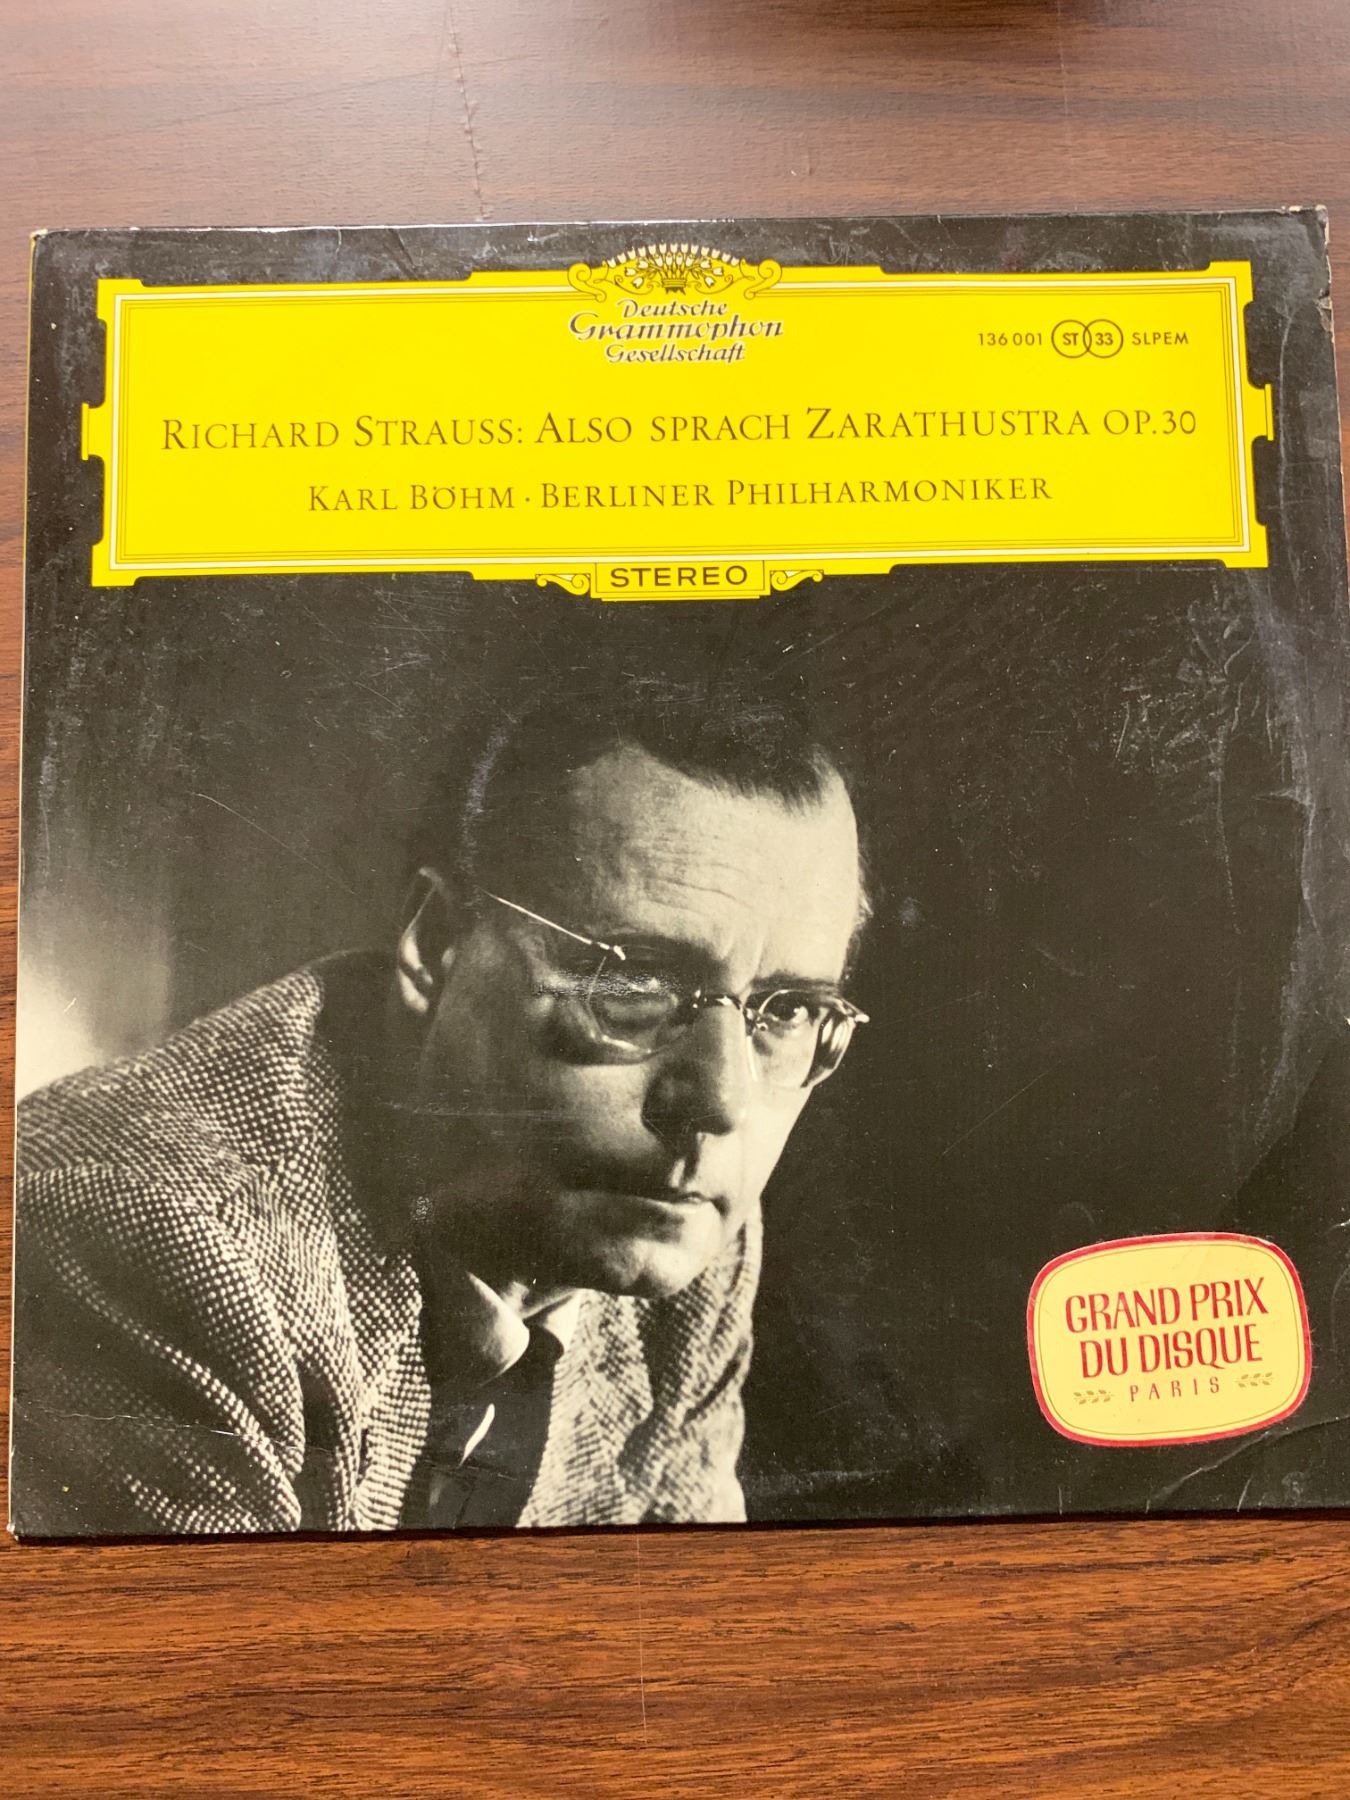 Deutsche
Grammophon
Gesellschaft
136 001 ST 33 SLPEM
RICHARD STRAUSS: ALSO SPRACH ZARATHUSTRA OP. 30
KARL BÖHM · BERLINER PHILHARMONIKER
STEREO
GRAND PRIX
DU DISQUE
PARIS